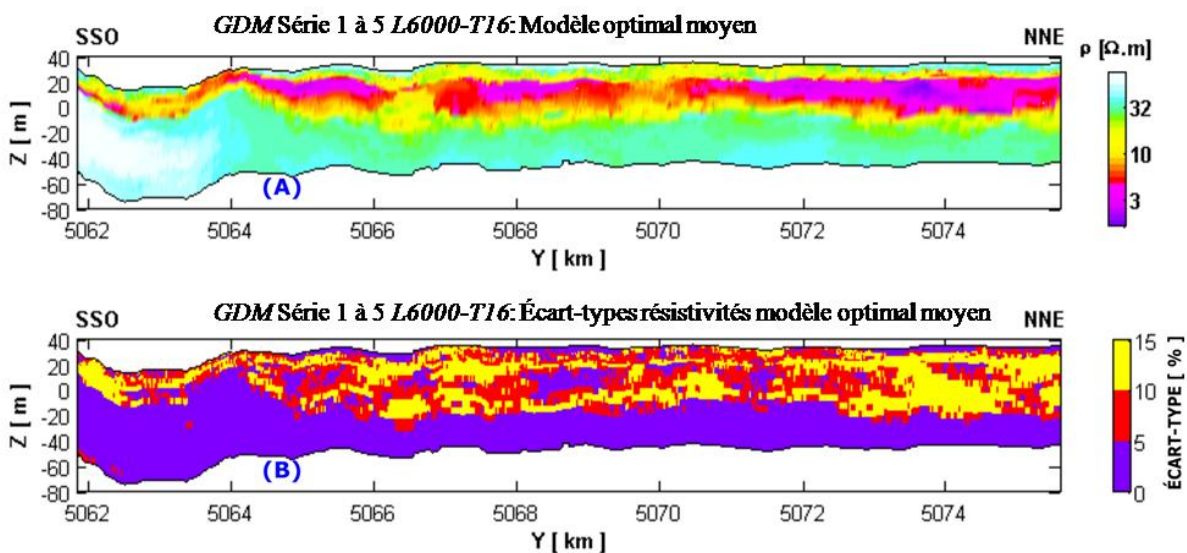 GDM Série 1 à 5 L6000-T16: Modèle optimal moyen
SSO
NNE
ρ [Ω.m]
40
20
0
-20
-40
-60
-80
Z [ m ]
(A)
32
10
3
5062
5064
5066
5068
5070
5072
5074
Y [ km ]
GDM Série 1 à 5 L6000-T16: Écart-types résistivités modèle optimal moyen
SSO
NNE
40
20
0
-20
-40
-60
-80
Z [ m ]
(B)
15
10
5
0
ÉCART-TYPE [ % ]
5062
5064
5066
5068
5070
5072
5074
Y [ km ]